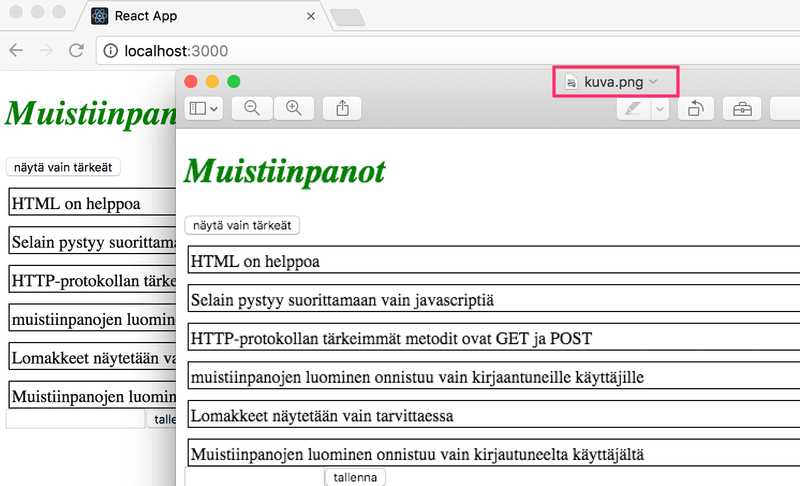 React App
localhost:3000
kuva.png
Muistiinpan
näytä vain tärkeät
HTML on helppoa
Selain pystyy suorittama
HTTP-protokollan tärke
muistiinpanojen luomin
Lomakkeet näytetään va
Muistiinpanojen luomin
talle
Muistiinpanot
näytä vain tärkeät
HTML on helppoa
Selain pystyy suorittamaan vain javascriptiä
HTTP-protokollan tärkeimmät metodit ovat GET ja POST
muistiinpanojen luominen onnistuu vain kirjaantuneille käyttäjille
Lomakkeet näytetään vain tarvittaessa
Muistiinpanojen luominen onnistuu vain kirjautuneelta käyttäjältä
tallenna